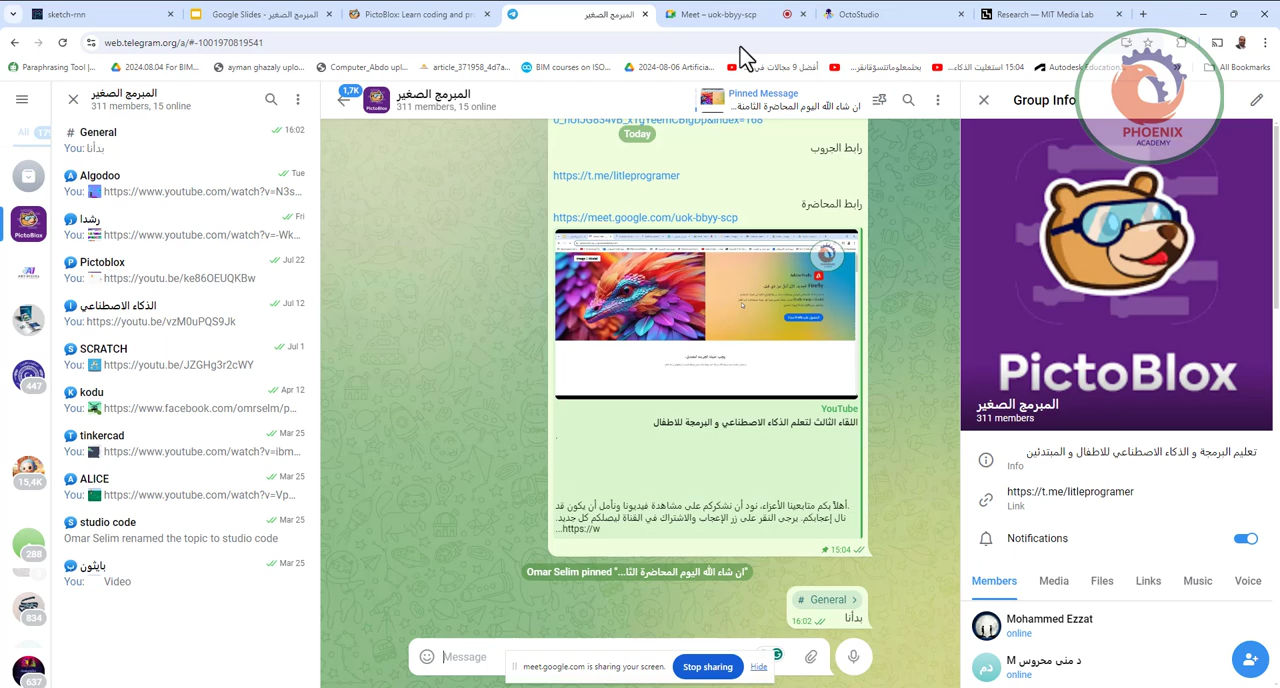 sketch-rnn
Google Slides - المبرمج الصغير
PictoBlox: Learn coding and pr
المبرمج الصغير
Meet – uok-bbyy-scp
OctoStudio
Research — MIT Media Lab
web.telegram.org/a/#-1001970819541
Paraphrasing Tool |...
2024.08.04 For BIM...
ayman ghazaly uplo...
Computer_Abdo upl...
article_371958_4d7a...
BIM courses on ISO...
2024-08-06 Artificia...
أفضل 9 مجالات في
بحثمعلوماتتسوقانفر...
15:04 استغليت الذكاء...
Autodesk Education
All Bookmarks
All
المبرمج الصغير
311 members, 15 online
# General
16:02
You: بدأنا
Algodoo
Tue
You: https://www.youtube.com/watch?v=N3s...
رشدا
Fri
You: https://www.youtube.com/watch?v=-Wk...
Pictoblox
Jul 22
You: https://youtu.be/ke86OEUQKBw
الذكاء الاصطناعي
Jul 12
You: https://youtu.be/vzM0uPQS9Jk
SCRATCH
Jul 1
You: https://youtu.be/JZGHg3r2cWY
kodu
Apr 12
You: https://www.facebook.com/omrselm/p...
tinkercad
Mar 25
You: https://www.youtube.com/watch?v=ibm...
ALICE
Mar 25
You: https://www.youtube.com/watch?v=Vp...
studio code
Mar 25
Omar Selim renamed the topic to studio code
بايثون
Mar 25
You: Video
PictoBlox
447
15,4K
288
834
637
1,7K
المبرمج الصغير
311 members, 15 online
Pinned Message
ان شاء الله اليوم المحاضرة الثامنة...
Today
رابط الجروب
https://t.me/litleprogramer
رابط المحاضرة
https://meet.google.com/uok-bbyy-scp
Firefly
YouTube
اللقاء الثالث لتعلم الذكاء الاصطناعي و البرمجة للاطفال
.
أهلاً بكم متابعينا الأعزاء، نود أن نشكركم على مشاهدة فيديونا ونأمل أن يكون قد
نال إعجابكم. يرجى النقر على زر الإعجاب والاشتراك في القناة ليصلكم كل جديد.
https://w...
15:04
Omar Selim pinned "ان شاء الله اليوم المحاضرة الثا..."
# General
بدأنا
16:02
Message
meet.google.com is sharing your screen.
Stop sharing
Hide
Group Info
PHOENIX
ACADEMY
PictoBlox
المبرمج الصغير
311 members
تعليم البرمجة و الذكاء الاصطناعي للاطفال و المبتدئين
Info
https://t.me/litleprogramer
Link
Notifications
Members
Media
Files
Links
Music
Voice
Mohammed Ezzat
online
دم
د منى محروس M
online